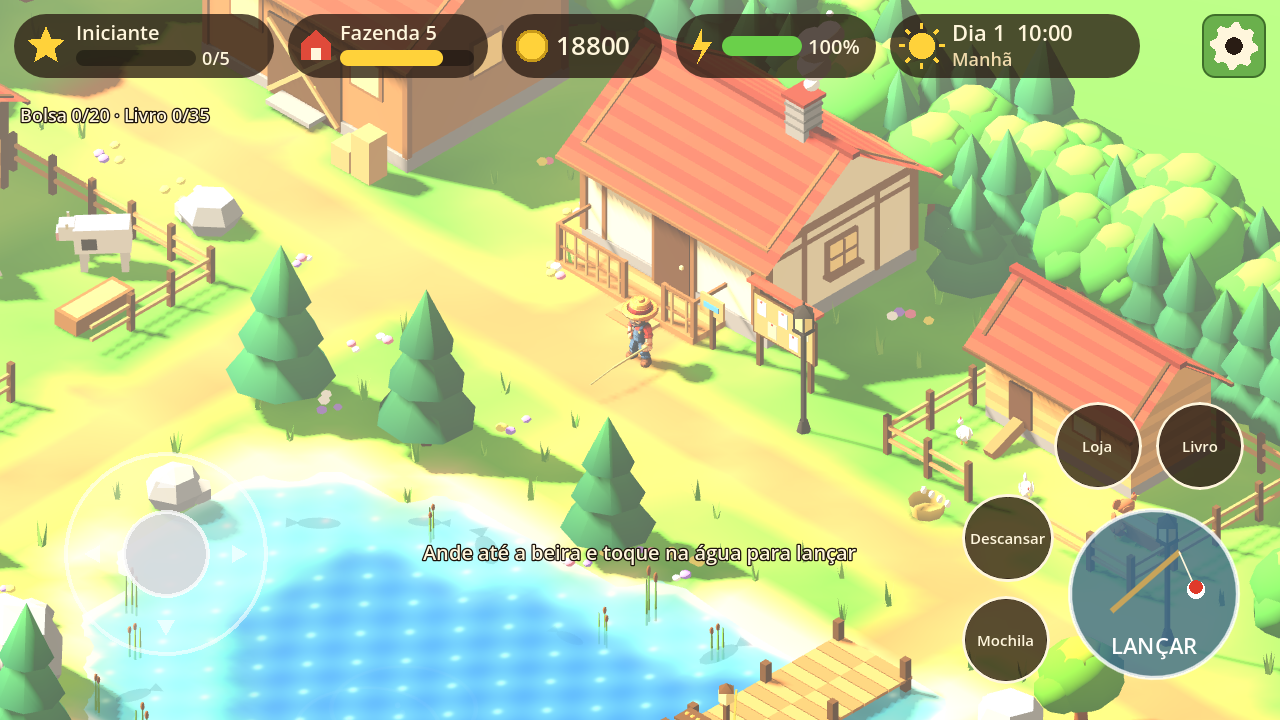 Iniciante
0/5
Fazenda 5
18800
100%
Dia 1 10:00
Manhã
Bolsa 0/20 · Livro 0/35
Loja
Livro
Ande até a beira e toque na água para lançar
Descansar
Mochila
LANÇAR